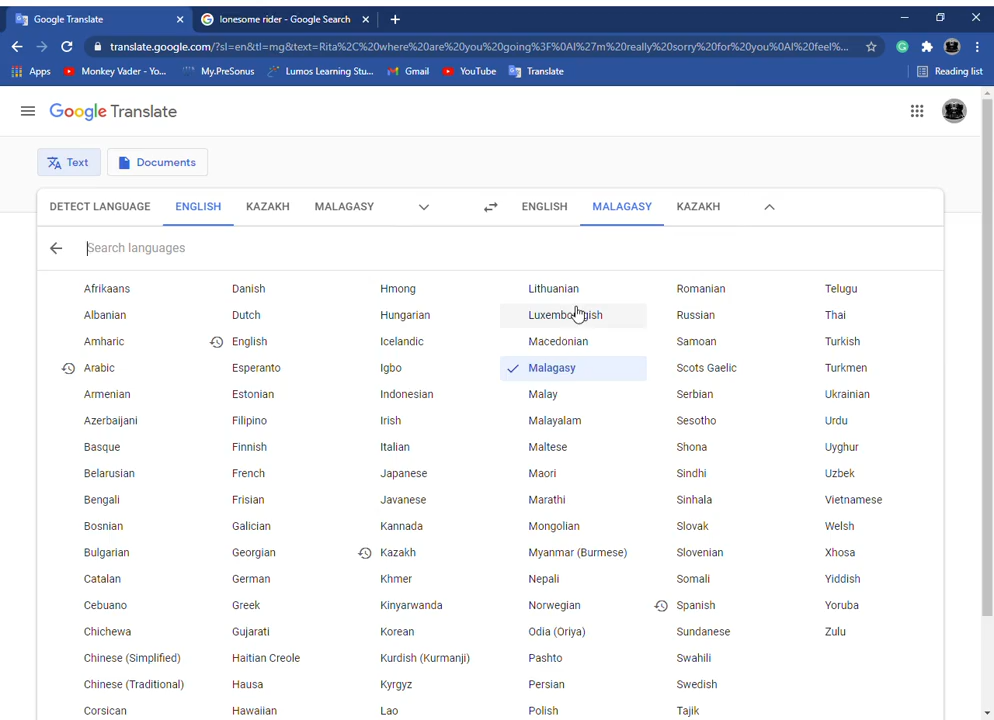 Google Translate
lonesome rider - Google Search
translate.google.com/?sl=en&tl=mg&text=Rita%2C%20where%20are%20you%20going%3F%0AI%27m%20really%20sorry%20for%20you%0AI%20feel%...
Apps Monkey Vader - Yo... My.PreSonus Lumos Learning Stu... Gmail YouTube Translate Reading list
Google Translate
Text Documents
DETECT LANGUAGE ENGLISH KAZAKH MALAGASY ENGLISH MALAGASY KAZAKH
Search languages
Afrikaans Danish Hmong Lithuanian Romanian Telugu
Albanian Dutch Hungarian Russian Thai
Amharic English Icelandic Macedonian Samoan Turkish
Arabic Esperanto Igbo Malagasy Scots Gaelic Turkmen
Armenian Estonian Indonesian Malay Serbian Ukrainian
Azerbaijani Filipino Irish Malayalam Sesotho Urdu
Basque Finnish Italian Maltese Shona Uyghur
Belarusian French Japanese Maori Sindhi Uzbek
Bengali Frisian Javanese Marathi Sinhala Vietnamese
Bosnian Galician Kannada Mongolian Slovak Welsh
Bulgarian Georgian Kazakh Myanmar (Burmese) Slovenian Xhosa
Catalan German Khmer Nepali Somali Yiddish
Cebuano Greek Kinyarwanda Norwegian Spanish Yoruba
Chichewa Gujarati Korean Odia (Oriya) Sundanese Zulu
Chinese (Simplified) Haitian Creole Kurdish (Kurmanji) Pashto Swahili
Chinese (Traditional) Hausa Kyrgyz Persian Swedish
Corsican Hawaiian Lao Polish Tajik